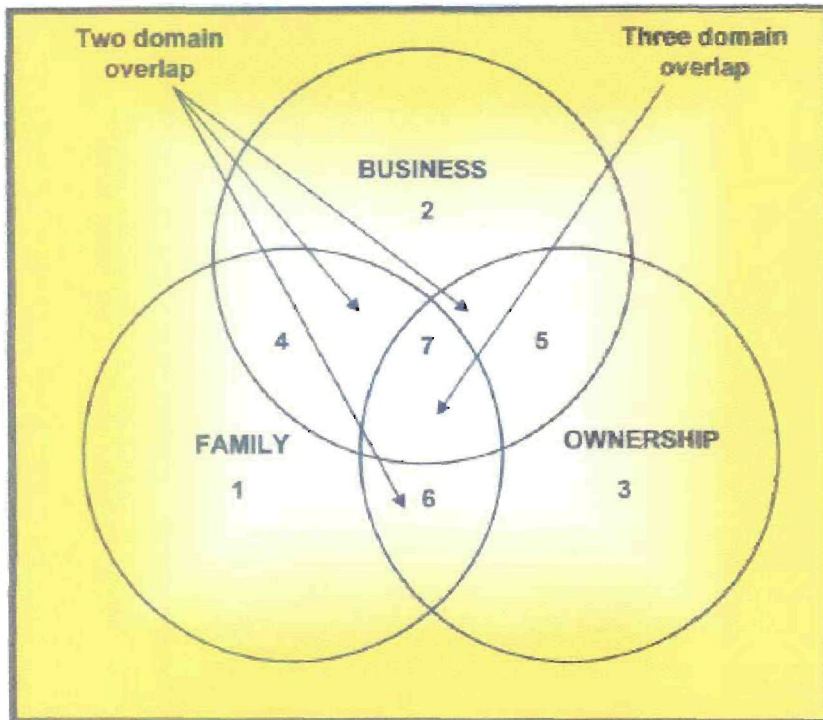 Two domain
overlap
Three domain
overlap
BUSINESS
2
4
7
5
FAMILY
OWNERSHIP
1
6
3